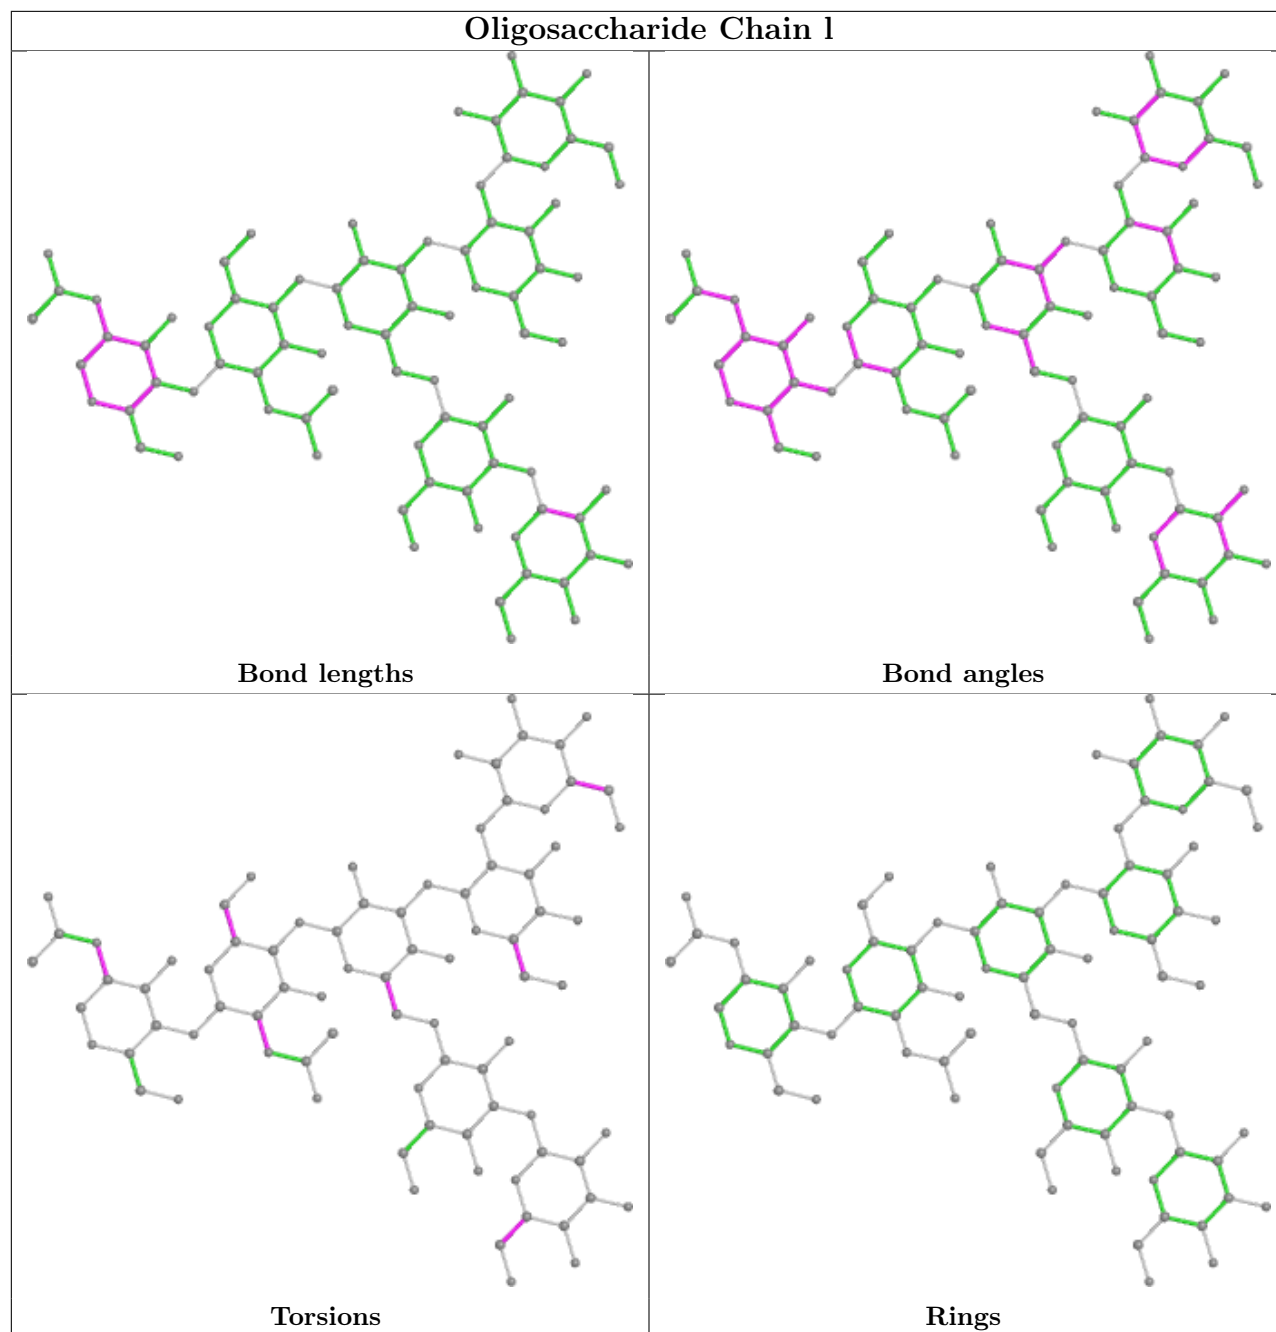 Oligosaccharide Chain l
Bond lengths
Bond angles
Torsions
Rings